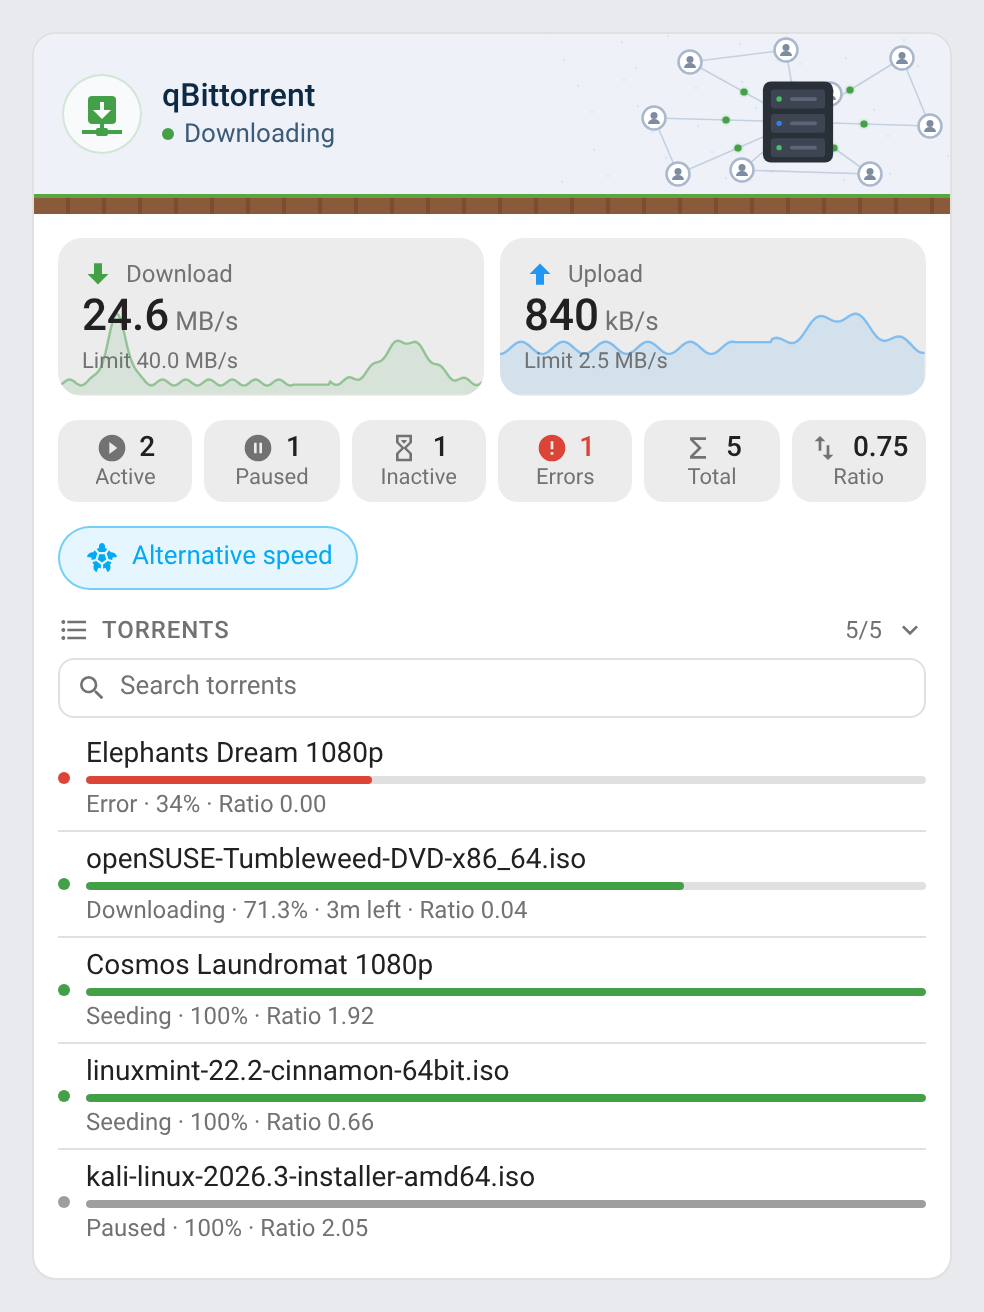 qBittorrent
Downloading
Download
24.6 MB/s
Limit 40.0 MB/s
Upload
840 kB/s
Limit 2.5 MB/s
2
Active
1
Paused
1
Inactive
1
Errors
5
Total
0.75
Ratio
Alternative speed
TORRENTS
5/5
Search torrents
Elephants Dream 1080p
Error · 34% · Ratio 0.00
openSUSE-Tumbleweed-DVD-x86_64.iso
Downloading · 71.3% · 3m left · Ratio 0.04
Cosmos Laundromat 1080p
Seeding · 100% · Ratio 1.92
linuxmint-22.2-cinnamon-64bit.iso
Seeding · 100% · Ratio 0.66
kali-linux-2026.3-installer-amd64.iso
Paused · 100% · Ratio 2.05